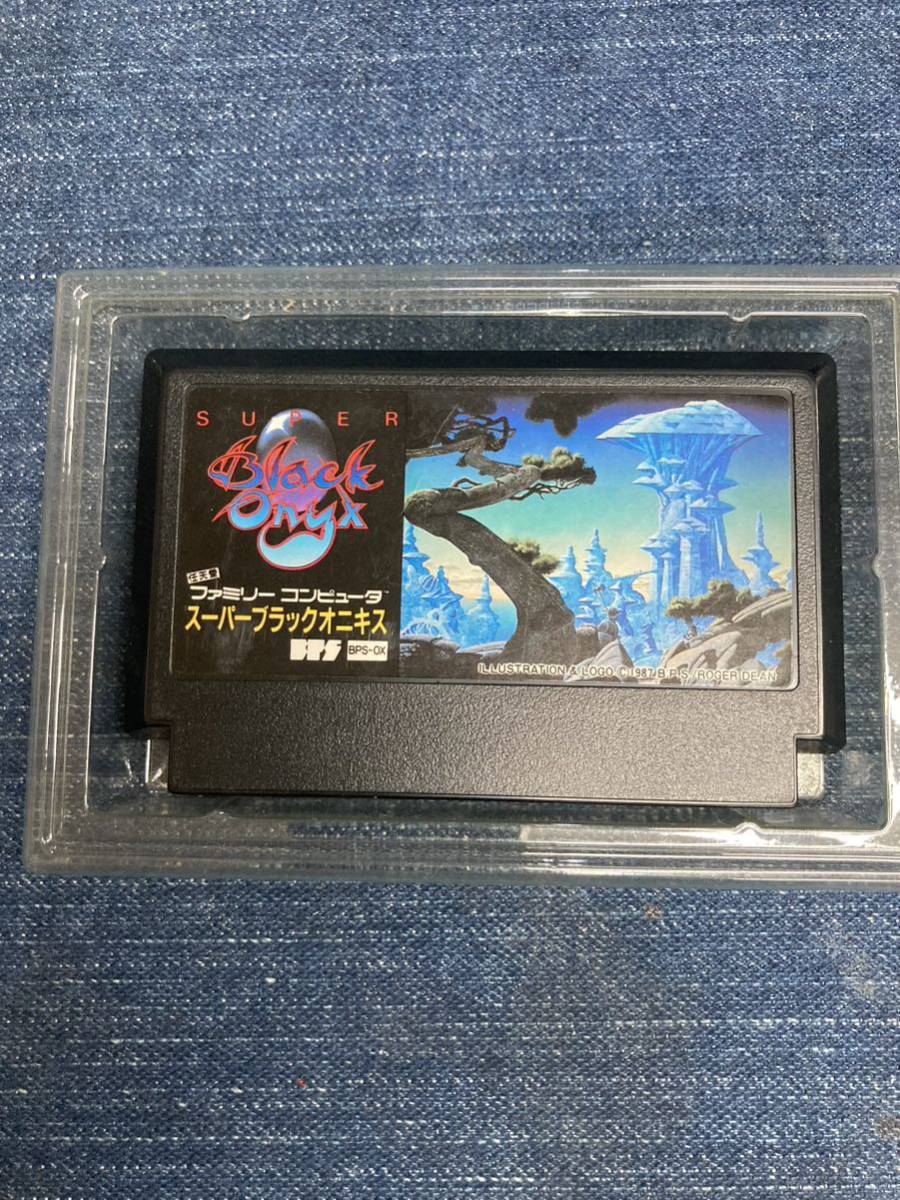 SUPER
Black
Onyx
任天堂
ファミリー コンピュータ™
スーパーブラックオニキス
BPS BPS-OX
ILLUSTRATION & LOGO ©1987 B.P.S./ROGER DEAN